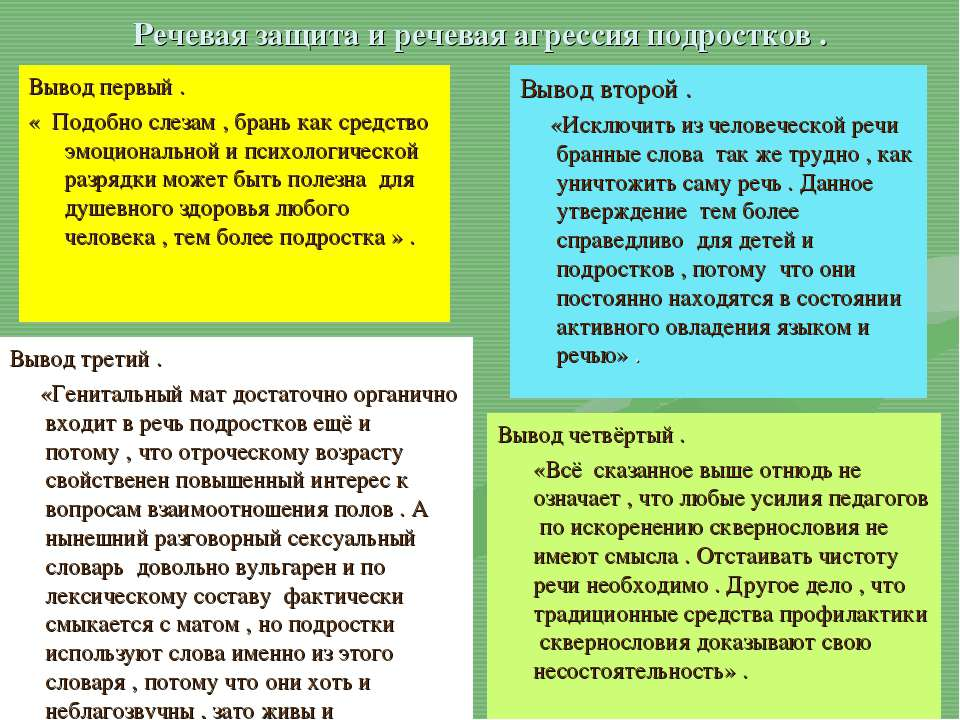 Речевая защита и речевая агрессия подростков .
Вывод первый .
«  Подобно слезам , брань как средство
эмоциональной и психологической
разрядки может быть полезна  для
душевного здоровья любого
человека , тем более подростка » .
Вывод второй .
«Исключить из человеческой речи
бранные слова  так же трудно , как
уничтожить саму речь . Данное
утверждение  тем более
справедливо  для детей и
подростков , потому  что они
постоянно находятся в состоянии
активного овладения языком и
речью» .
Вывод третий .
«Генитальный мат достаточно органично
входит в речь подростков ещё и
потому , что отроческому возрасту
свойственен повышенный интерес к
вопросам взаимоотношения полов . А
нынешний разговорный сексуальный
словарь  довольно вульгарен и по
лексическому составу  фактически
смыкается с матом , но подростки
используют слова именно из этого
словаря , потому что они хоть и
неблагозвучны , зато живы и
Вывод четвёртый .
«Всё  сказанное выше отнюдь не
означает , что любые усилия педагогов
по искоренению сквернословия не
имеют смысла . Отстаивать чистоту
речи необходимо . Другое дело , что
традиционные средства профилактики
сквернословия доказывают свою
несостоятельность» .